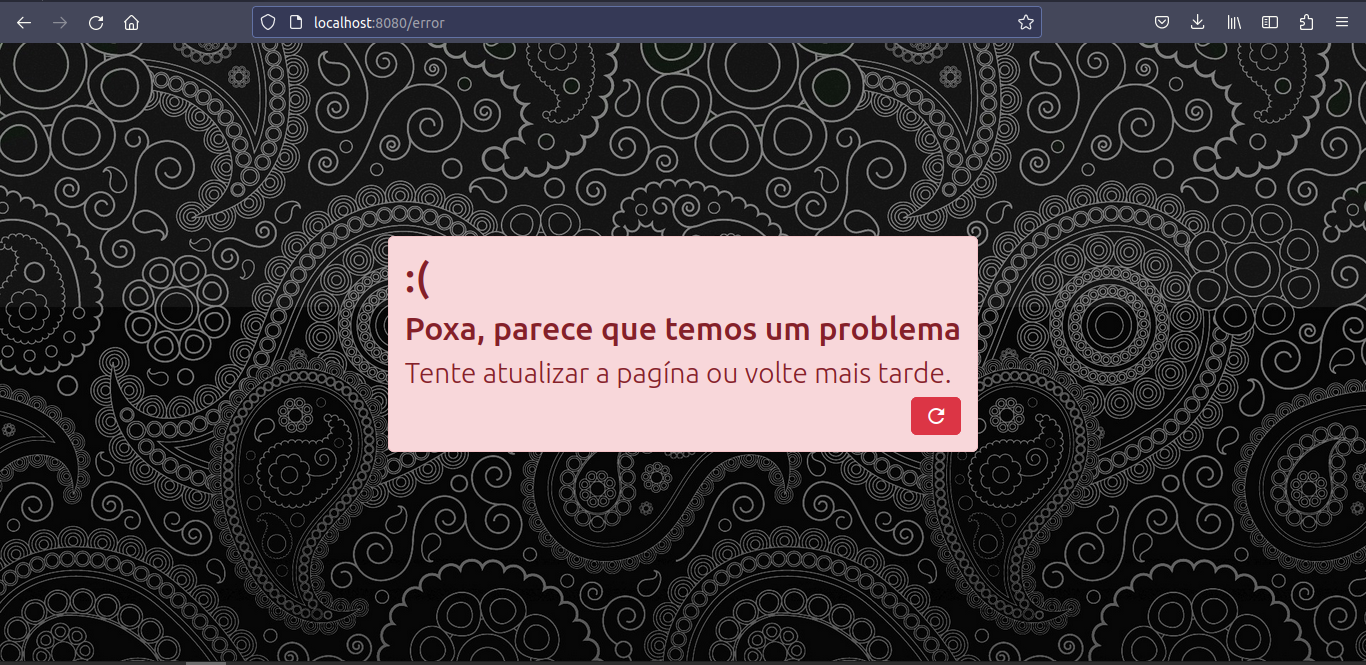 localhost:8080/error
:(
Poxa, parece que temos um problema
Tente atualizar a pagína ou volte mais tarde.